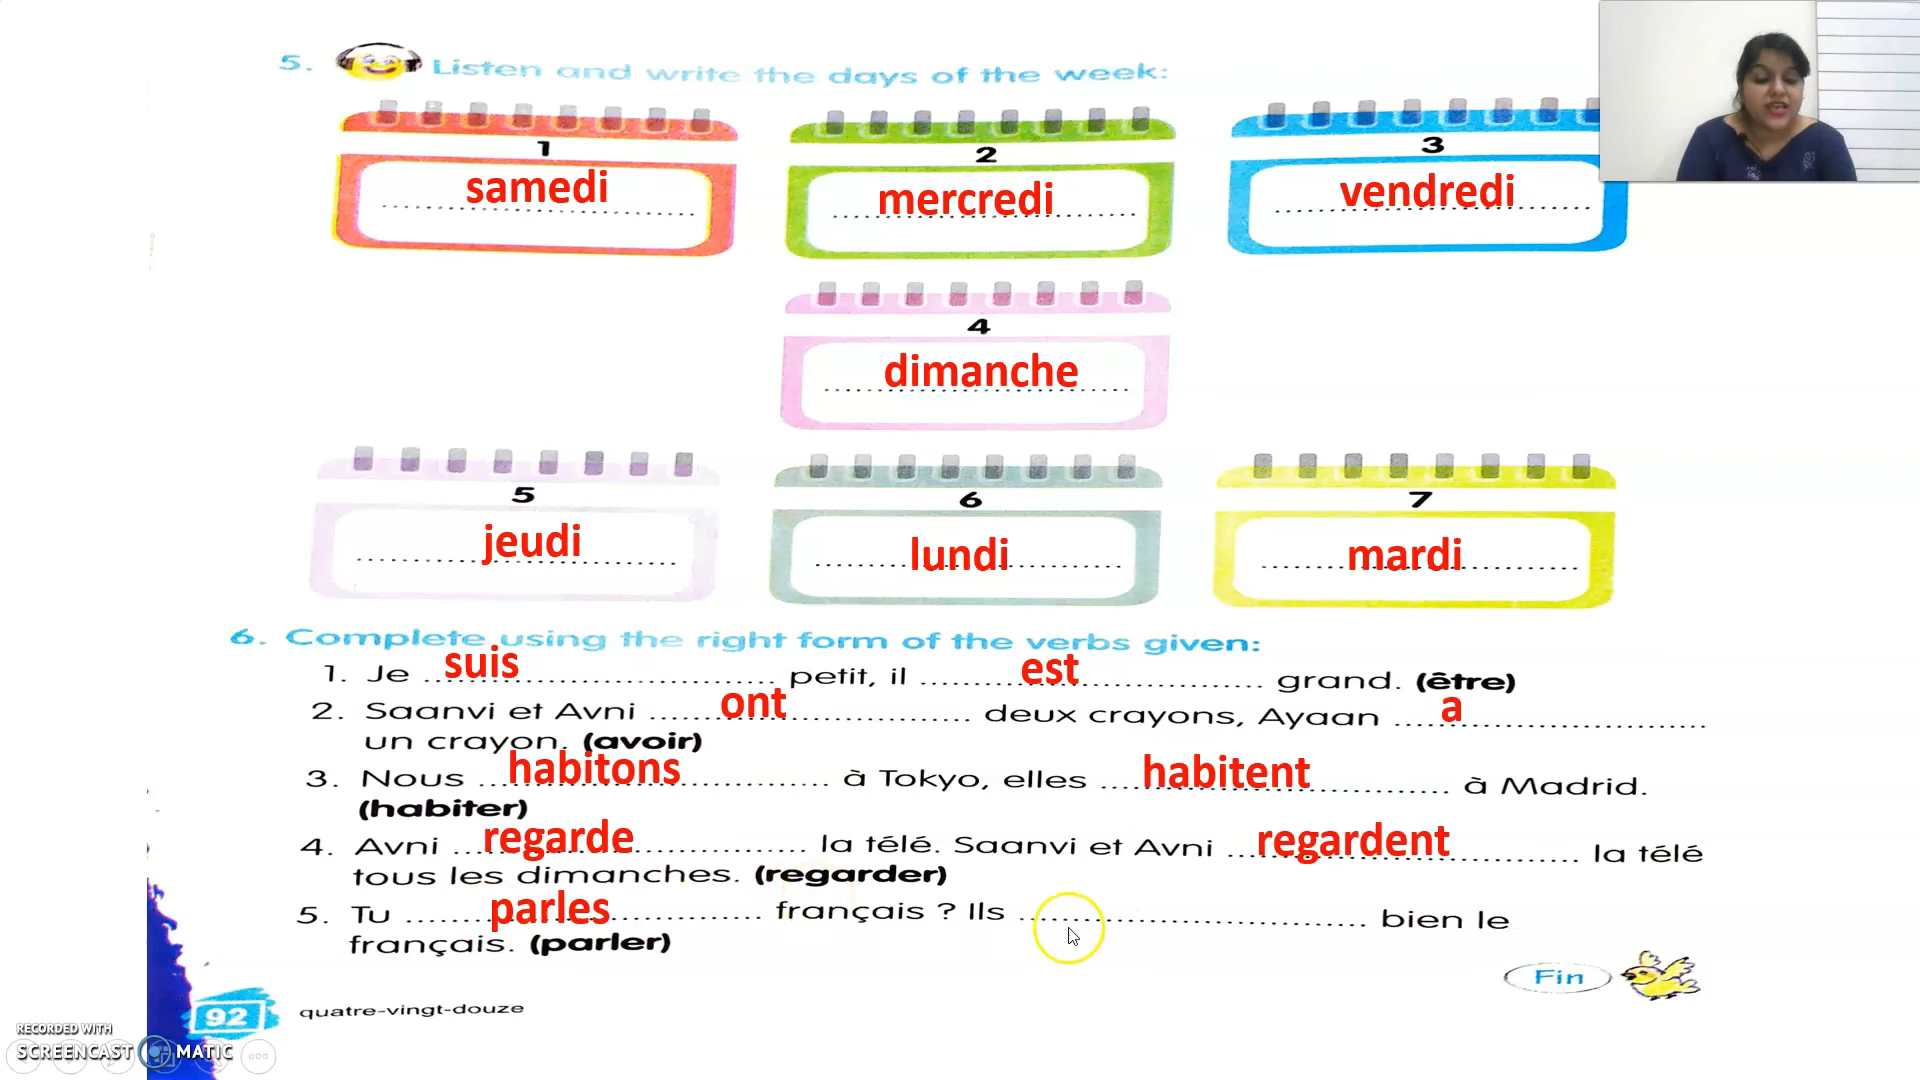 5. Listen and write the days of the week:
1 2 3
samedi mercredi vendredi
4
dimanche
5 6 7
jeudi lundi mardi
6. Complete using the right form of the verbs given:
1. Je suis petit, il est grand. (être)
2. Saanvi et Avni ont deux crayons, Ayaan a
un crayon. (avoir)
3. Nous habitons à Tokyo, elles habitent à Madrid.
(habiter)
4. Avni regarde la télé. Saanvi et Avni regardent la télé
tous les dimanches. (regarder)
5. Tu parles français ? Ils .................................... bien le
français. (parler)
Fin
92 quatre-vingt-douze
RECORDED WITH
SCREENCAST MATIC